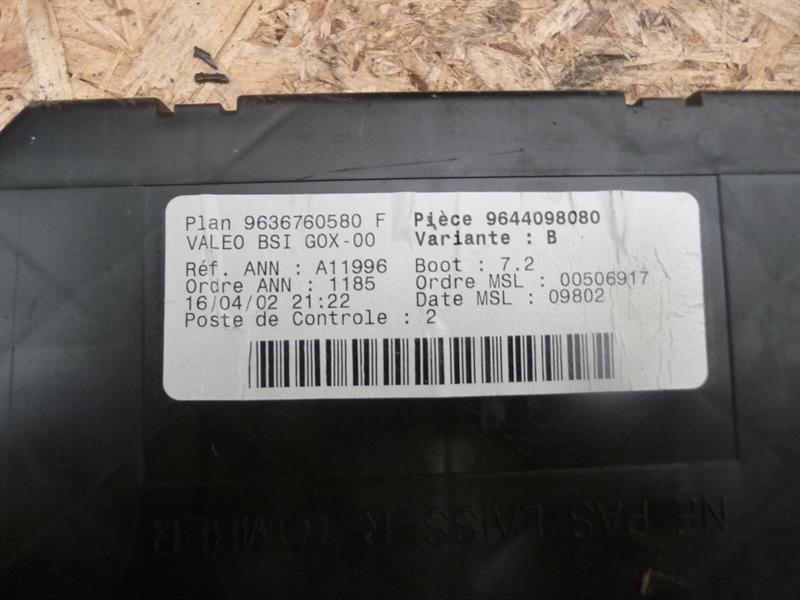 Plan 9636760580 F Pièce 9644098080
VALEO BSI GOX-00 Variante : B
Réf. ANN : A11996 Boot : 7.2
Ordre ANN : 1185 Ordre MSL : 00506917
16/04/02 21:22 Date MSL : 09802
Poste de Controle : 2
NE PAS LAISSER TOMBER